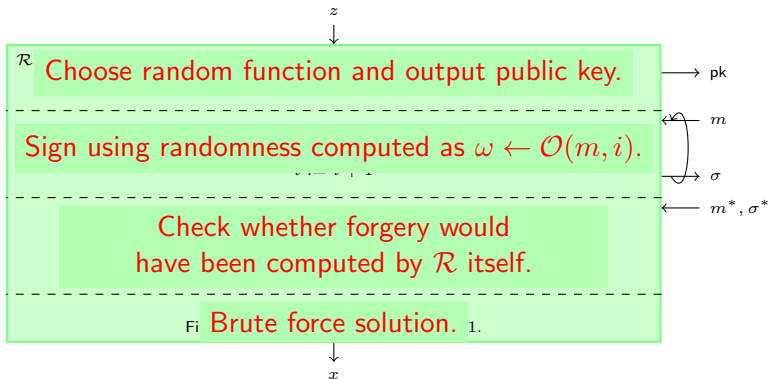 z
R Choose random function and output public key.
pk
m
Sign using randomness computed as ω ← O(m, i).
σ
m*, σ*
Check whether forgery would
have been computed by R itself.
Brute force solution. 1.
x